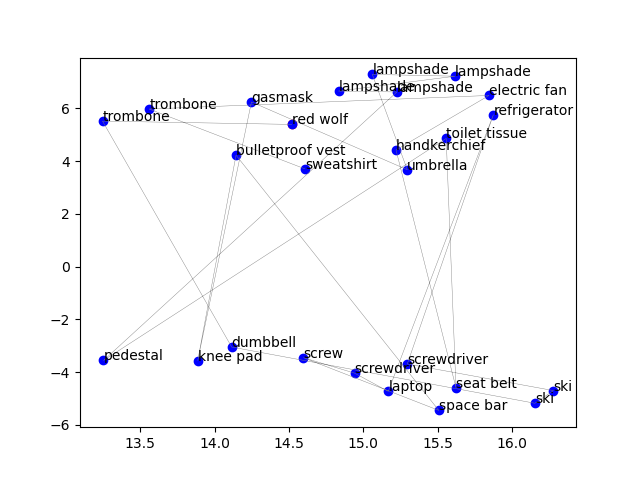 lampshade
lampshade
lampshade
lampshade
electric fan
gasmask
trombone
refrigerator
trombone
red wolf
toilet tissue
handkerchief
bulletproof vest
sweatshirt
umbrella
dumbbell
pedestal
knee pad
screw
screwdriver
screwdriver
laptop
seat belt
ski
ski
space bar
6
4
2
0
−2
−4
−6
13.5 14.0 14.5 15.0 15.5 16.0